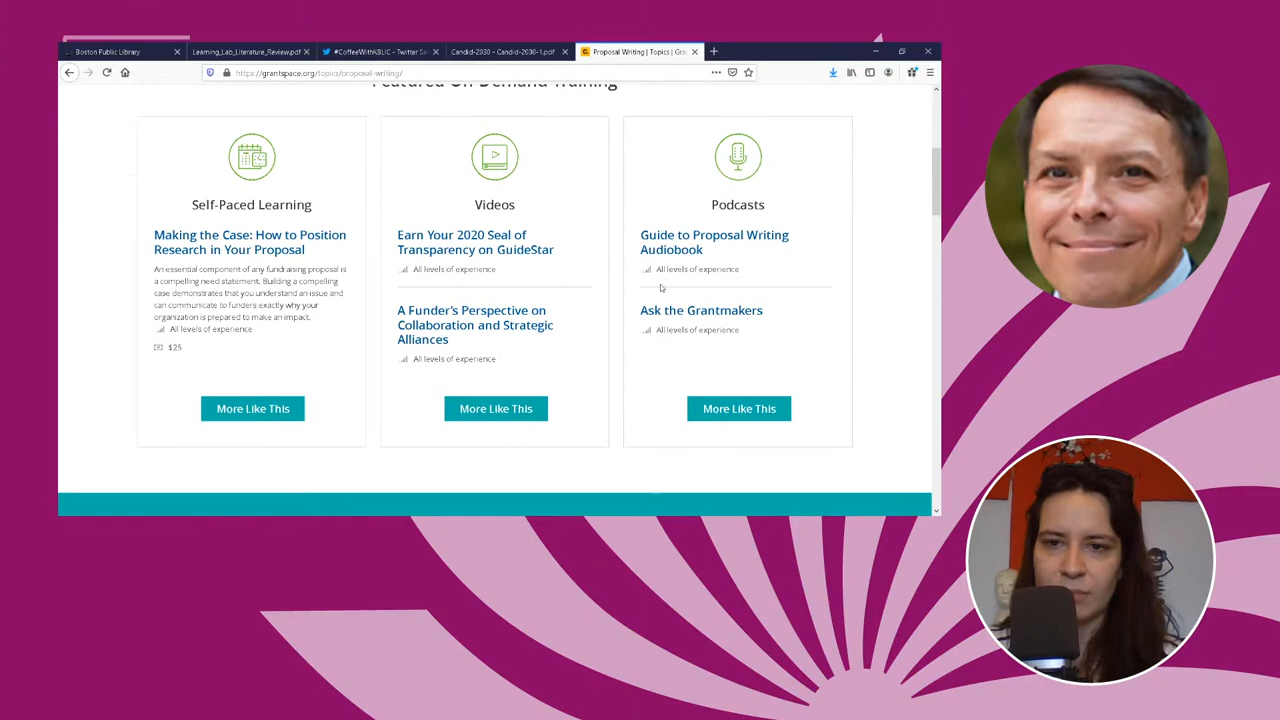 Boston Public Library
Learning_Lab_Literature_Review.pdf
#CoffeeWithKBLIC - Twitter Se
Candid-2030 - Candid-2030-1.pdf
Proposal Writing | Topics | Gra
https://grantspace.org/topics/proposal-writing/
Featured On-Demand Training
Self-Paced Learning
Making the Case: How to Position
Research in Your Proposal
An essential component of any fundraising proposal is
a compelling need statement. Building a compelling
case demonstrates that you understand an issue and
can communicate to funders exactly why your
organization is prepared to make an impact.
All levels of experience
$25
More Like This
Videos
Earn Your 2020 Seal of
Transparency on GuideStar
All levels of experience
A Funder's Perspective on
Collaboration and Strategic
Alliances
All levels of experience
More Like This
Podcasts
Guide to Proposal Writing
Audiobook
All levels of experience
Ask the Grantmakers
All levels of experience
More Like This